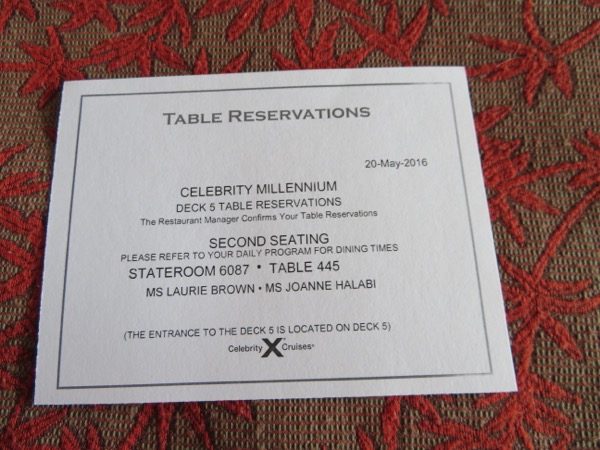 TABLE RESERVATIONS
20-May-2016
CELEBRITY MILLENNIUM
DECK 5 TABLE RESERVATIONS
The Restaurant Manager Confirms Your Table Reservations
SECOND SEATING
PLEASE REFER TO YOUR DAILY PROGRAM FOR DINING TIMES
STATEROOM 6087 • TABLE 445
MS LAURIE BROWN • MS JOANNE HALABI
(THE ENTRANCE TO THE DECK 5 IS LOCATED ON DECK 5)
Celebrity X Cruises®